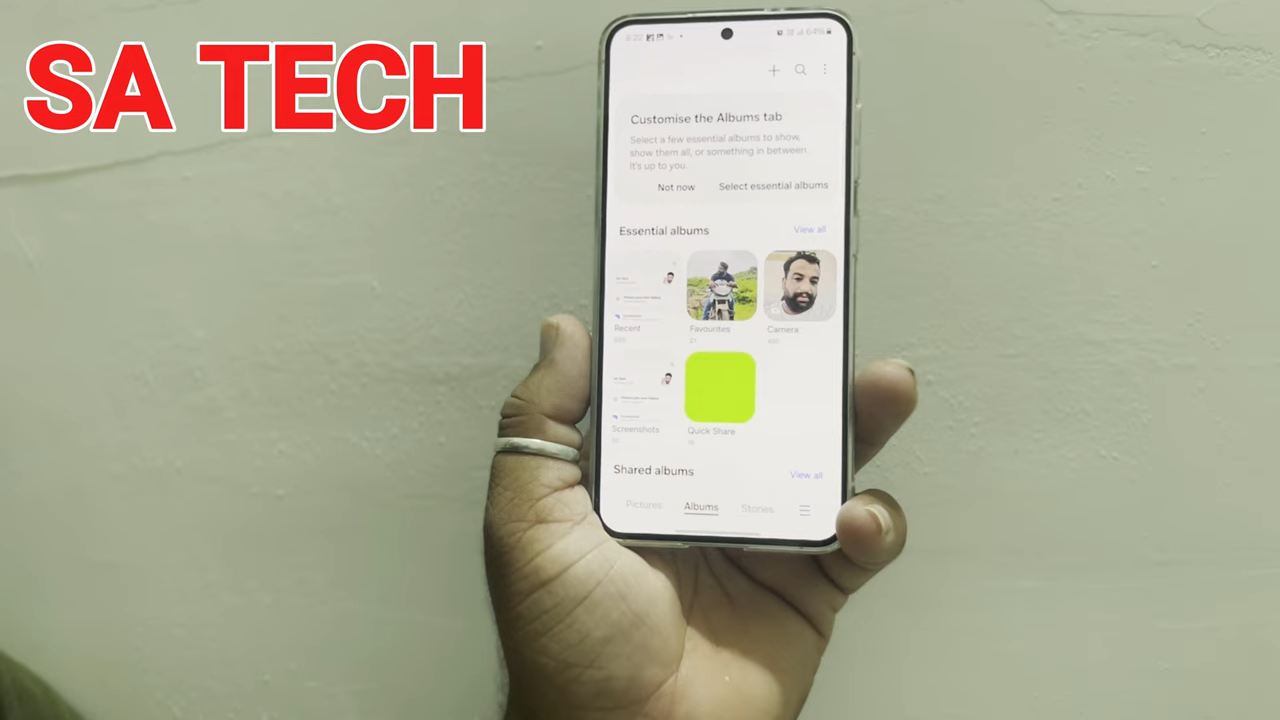 SA TECH
64%
Customise the Albums tab
Select a few essential albums to show,
show them all, or something in between.
It's up to you.
Not now
Select essential albums
Essential albums
View all
Recent
Favourites
Camera
21
Screenshots
Quick Share
Shared albums
View all
Pictures
Albums
Stories